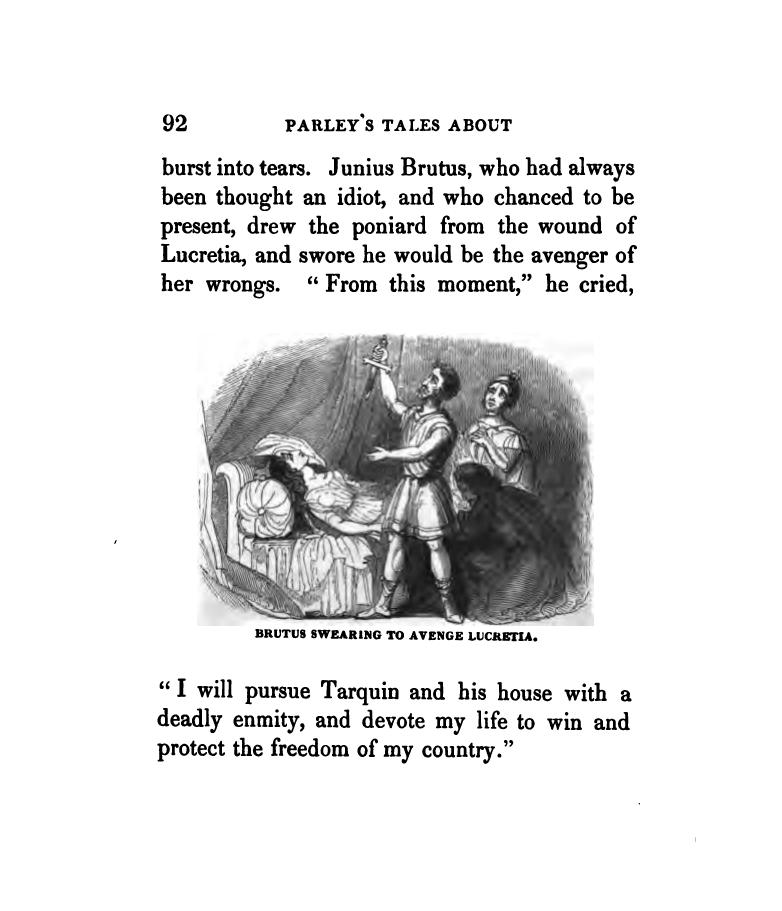 92 PARLEY'S TALES ABOUT
burst into tears. Junius Brutus, who had always
been thought an idiot, and who chanced to be
present, drew the poniard from the wound of
Lucretia, and swore he would be the avenger of
her wrongs. “ From this moment,” he cried,
BRUTUS SWEARING TO AVENGE LUCRETIA.
“ I will pursue Tarquin and his house with a
deadly enmity, and devote my life to win and
protect the freedom of my country.”